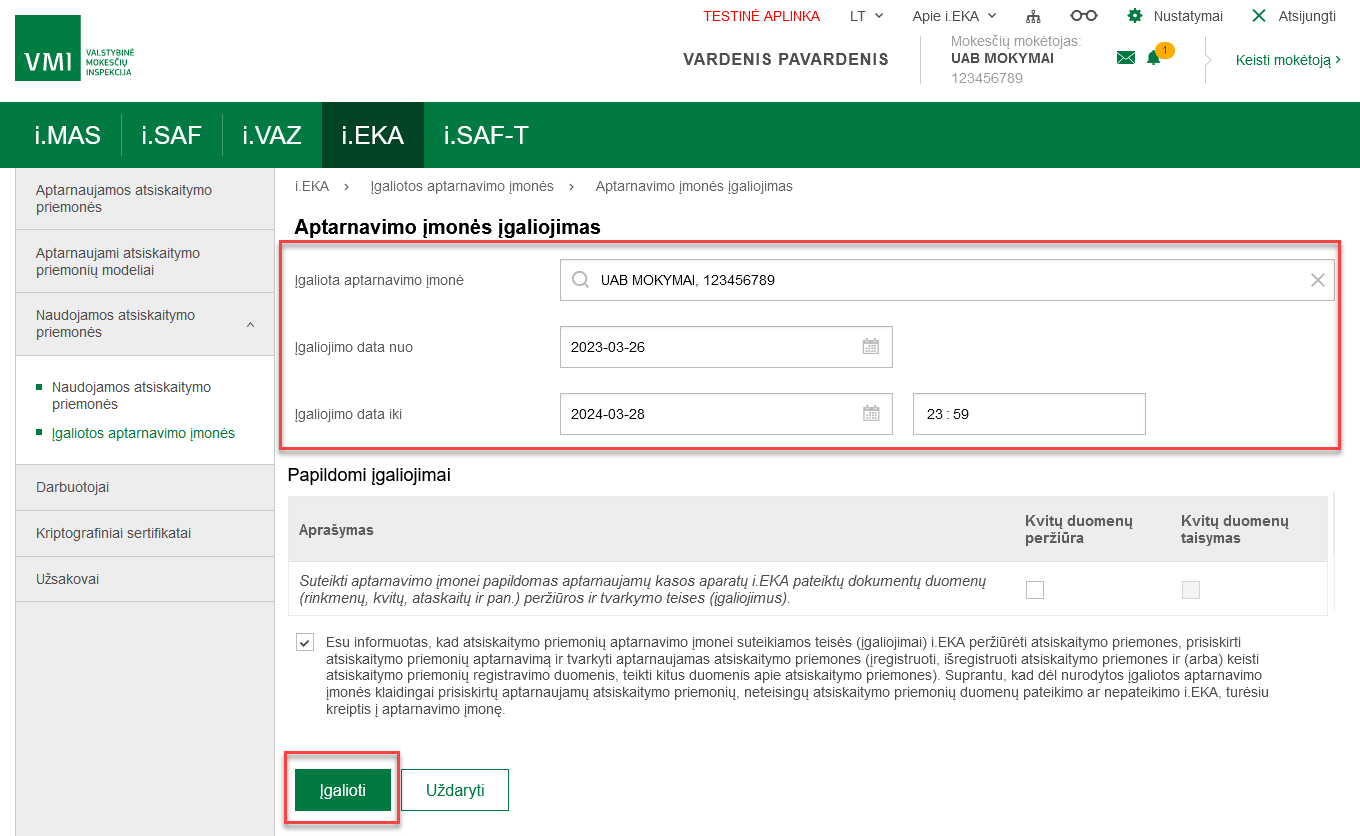 TESTINĖ APLINKA
LT
Apie i.EKA
Nustatymai
Atsijungti
VMI
VALSTYBINĖ
MOKESČIŲ
INSPEKCIJA
VARDENIS PAVARDENIS
Mokesčių mokėtojas:
UAB MOKYMAI
123456789
1
Keisti mokėtoją
i.MAS
i.SAF
i.VAZ
i.EKA
i.SAF-T
Aptarnaujamos atsiskaitymo
priemonės
Aptarnaujami atsiskaitymo
priemonių modeliai
Naudojamos atsiskaitymo
priemonės
Naudojamos atsiskaitymo
priemonės
Įgaliotos aptarnavimo įmonės
Darbuotojai
Kriptografiniai sertifikatai
Užsakovai
i.EKA > Įgaliotos aptarnavimo įmonės > Aptarnavimo įmonės įgaliojimas
Aptarnavimo įmonės įgaliojimas
Įgaliota aptarnavimo įmonė
UAB MOKYMAI, 123456789
Įgaliojimo data nuo
2023-03-26
Įgaliojimo data iki
2024-03-28
23 : 59
Papildomi įgaliojimai
Aprašymas
Kvitų duomenų
peržiūra
Kvitų duomenų
taisymas
Suteikti aptarnavimo įmonei papildomas aptarnaujamų kasos aparatų i.EKA pateiktų dokumentų duomenų
(rinkmenų, kvitų, ataskaitų ir pan.) peržiūros ir tvarkymo teises (įgaliojimus).
Esu informuotas, kad atsiskaitymo priemonių aptarnavimo įmonei suteikiamos teisės (įgaliojimai) i.EKA peržiūrėti atsiskaitymo priemones, prisiskirti
atsiskaitymo priemonių aptarnavimą ir tvarkyti aptarnaujamas atsiskaitymo priemones (įregistruoti, išregistruoti atsiskaitymo priemones ir (arba) keisti
atsiskaitymo priemonių registravimo duomenis, teikti kitus duomenis apie atsiskaitymo priemones). Suprantu, kad dėl nurodytos įgaliotos aptarnavimo
įmonės klaidingai prisiskirtų aptarnaujamų atsiskaitymo priemonių, neteisingų atsiskaitymo priemonių duomenų pateikimo ar nepateikimo i.EKA, turėsiu
kreiptis į aptarnavimo įmonę.
Įgalioti
Uždaryti